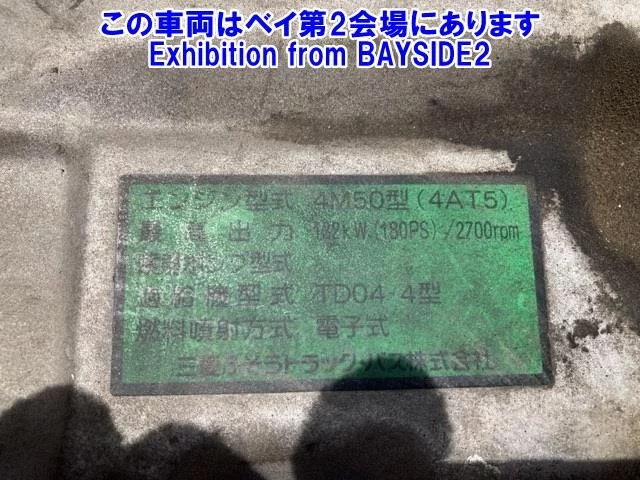 この車両はベイ第2会場にあります
Exhibition from BAYSIDE2
エンジン型式 4M50型(4AT5)
最高出力 132kW(180PS)/2700rpm
噴射ポンプ型式
過給機型式 TD04-4型
燃料噴射方式 電子式
三菱ふそうトラック・バス株式会社